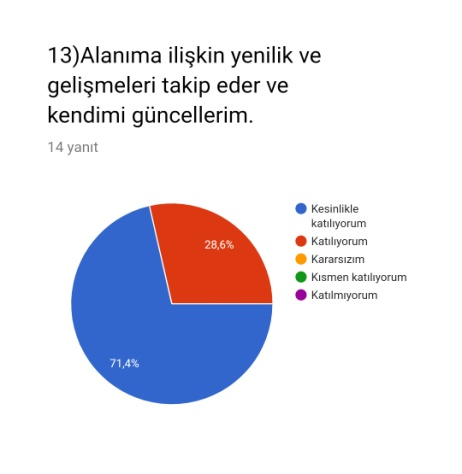 13)Alanıma ilişkin yenilik ve
gelişmeleri takip eder ve
kendimi güncellerim.
14 yanıt
Kesinlikle
katılıyorum
Katılıyorum
Kararsızım
Kısmen katılıyorum
Katılmıyorum
28,6%
71,4%